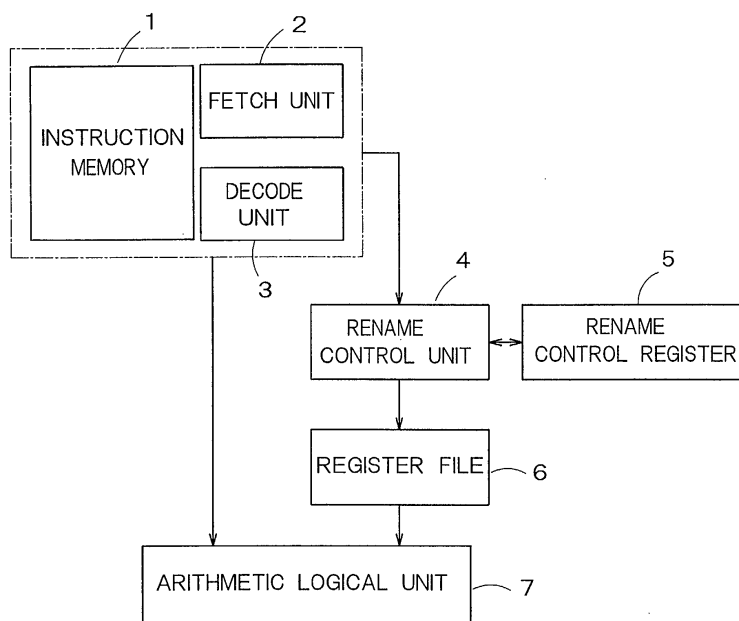 1
2
INSTRUCTION
MEMORY
FETCH UNIT
DECODE
UNIT
3
4
5
RENAME
CONTROL UNIT
RENAME
CONTROL REGISTER
REGISTER FILE
6
ARITHMETIC LOGICAL UNIT
7